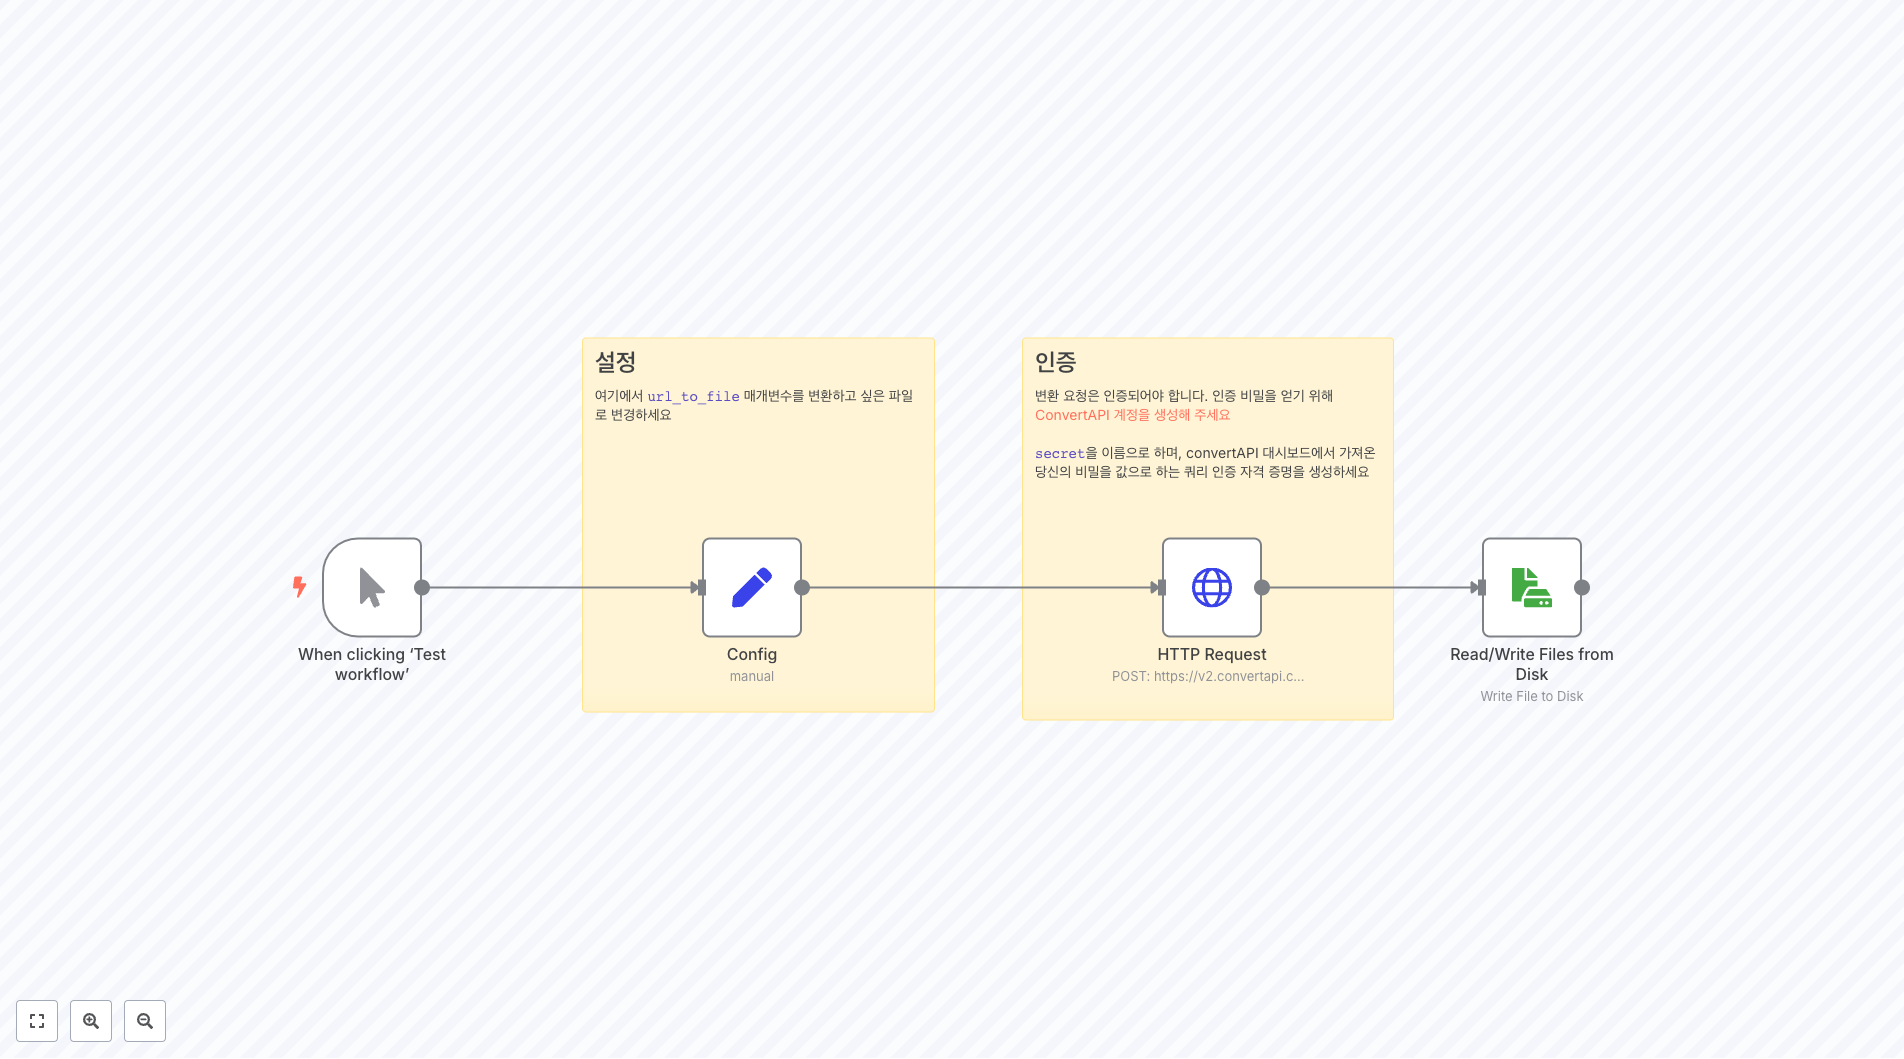 설정
여기에서 url_to_file 매개변수를 변환하고 싶은 파일
로 변경하세요
인증
변환 요청은 인증되어야 합니다. 인증 비밀을 얻기 위해
ConvertAPI 계정을 생성해 주세요
secret을 이름으로 하며, convertAPI 대시보드에서 가져온
당신의 비밀을 값으로 하는 쿼리 인증 자격 증명을 생성하세요
When clicking ‘Test
workflow’
Config
manual
HTTP Request
POST: https://v2.convertapi.c...
Read/Write Files from
Disk
Write File to Disk